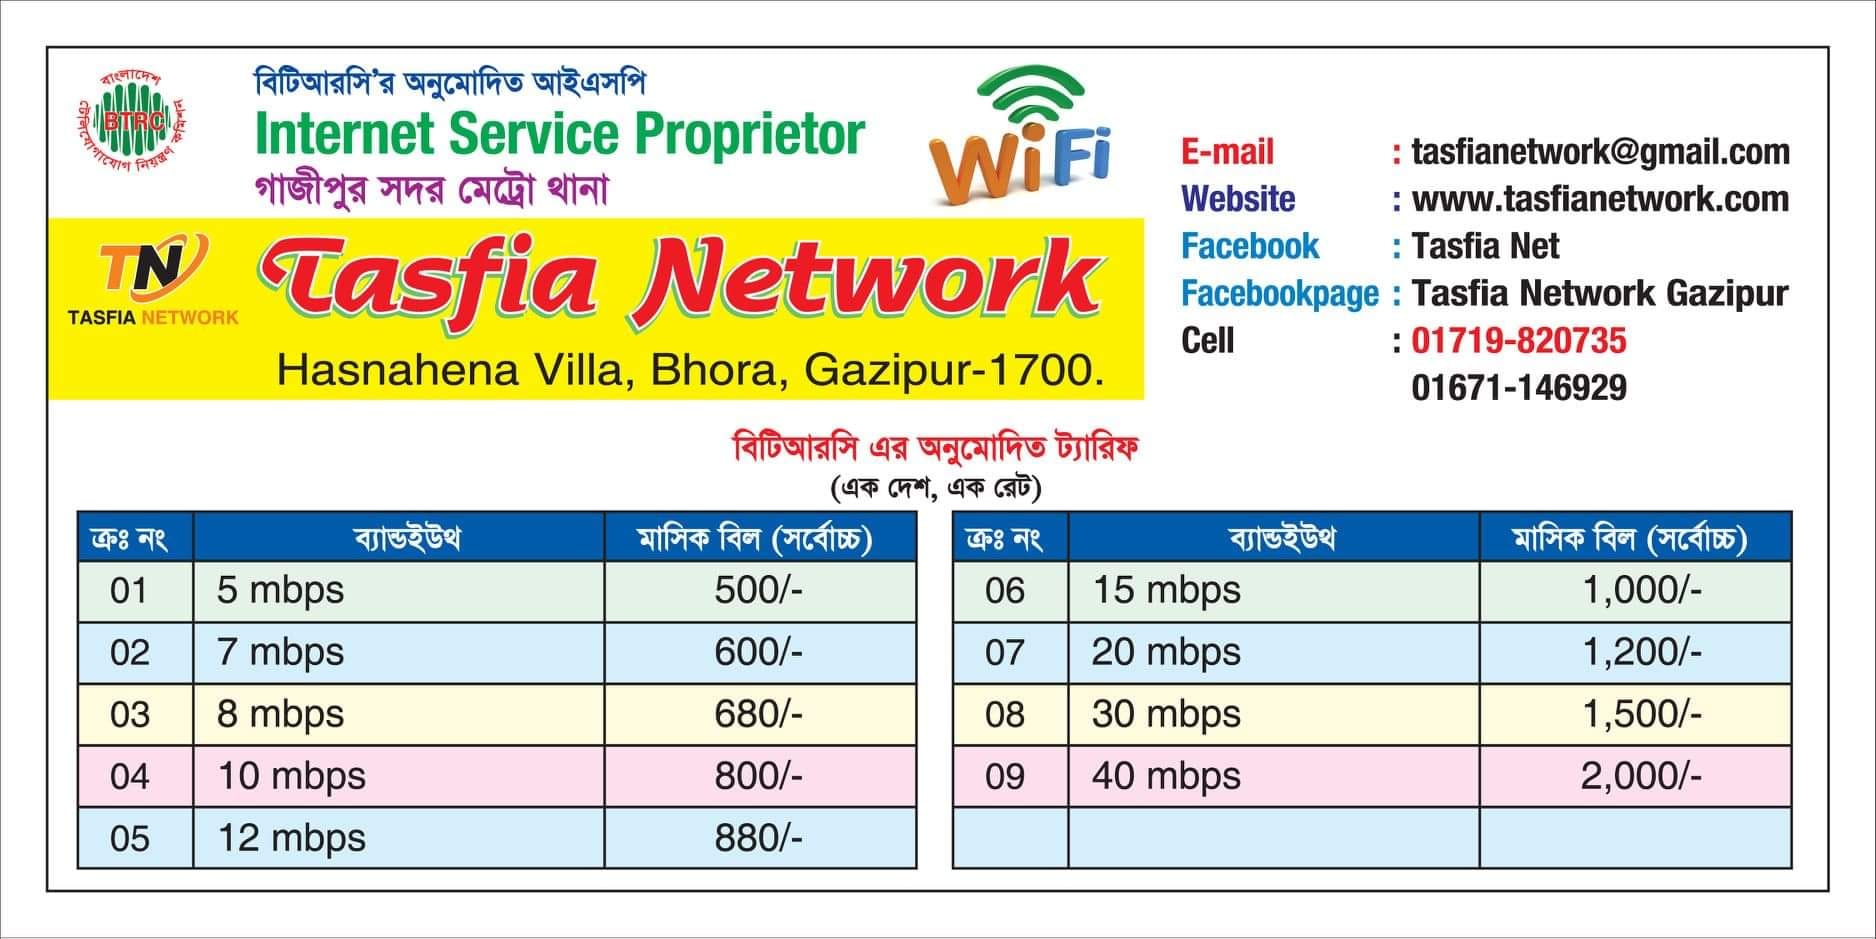 বাংলাদেশ
টেলিযোগাযোগ নিয়ন্ত্রণ কমিশন
BTRC
বিটিআরসি'র অনুমোদিত আইএসপি
Internet Service Proprietor
গাজীপুর সদর মেট্রো থানা
WiFi
TN
TASFIA NETWORK
Tasfia Network
Hasnahena Villa, Bhora, Gazipur-1700.
E-mail : tasfianetwork@gmail.com
Website : www.tasfianetwork.com
Facebook : Tasfia Net
Facebookpage : Tasfia Network Gazipur
Cell : 01719-820735
01671-146929
বিটিআরসি এর অনুমোদিত ট্যারিফ
(এক দেশ, এক রেট)
ক্রঃ নং ব্যান্ডইউথ মাসিক বিল (সর্বোচ্চ)
01 5 mbps 500/-
02 7 mbps 600/-
03 8 mbps 680/-
04 10 mbps 800/-
05 12 mbps 880/-
ক্রঃ নং ব্যান্ডইউথ মাসিক বিল (সর্বোচ্চ)
06 15 mbps 1,000/-
07 20 mbps 1,200/-
08 30 mbps 1,500/-
09 40 mbps 2,000/-